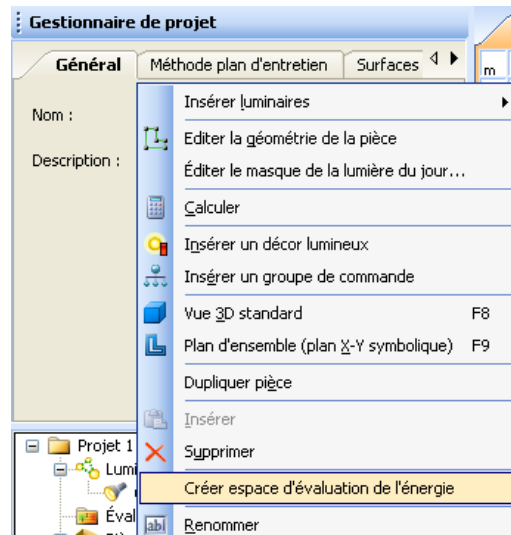 Gestionnaire de projet
Général Méthode plan d'entretien Surfaces
m
Nom :
Description :
Insérer luminaires
Editer la géométrie de la pièce
Éditer le masque de la lumière du jour...
Calculer
Insérer un décor lumineux
Insérer un groupe de commande
Vue 3D standard F8
Plan d'ensemble (plan X-Y symbolique) F9
Dupliquer pièce
Insérer
Supprimer
Créer espace d'évaluation de l'énergie
abl Renommer
Projet 1
Lumi
Éval